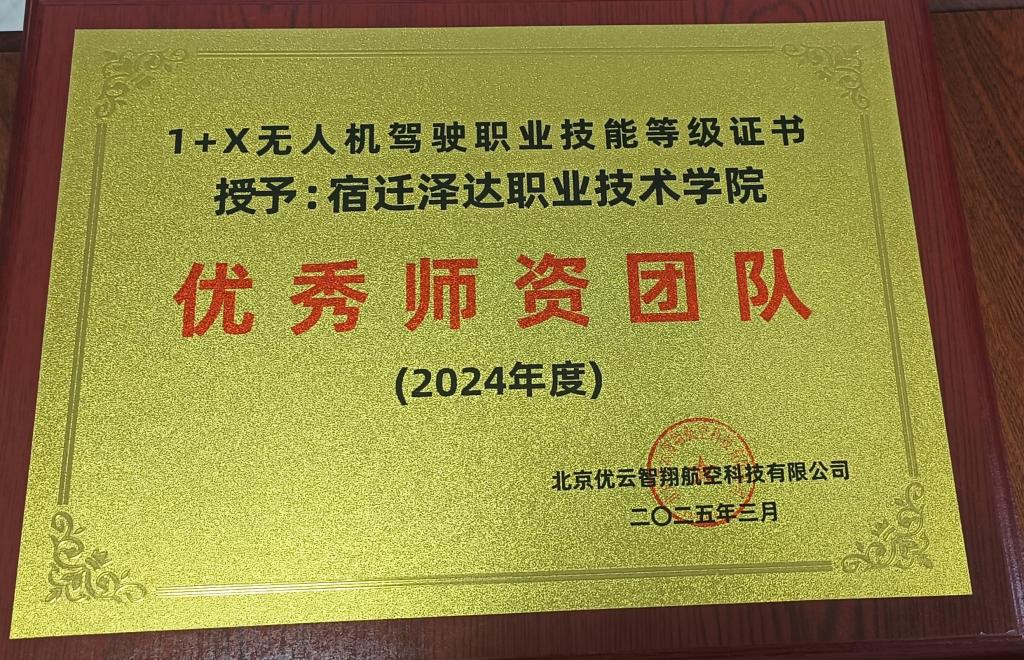 1+X无人机驾驶职业技能等级证书
授予:宿迁泽达职业技术学院
优秀师资团队
(2024年度)
北京优云智翔航空科技有限公司
二〇二五年三月